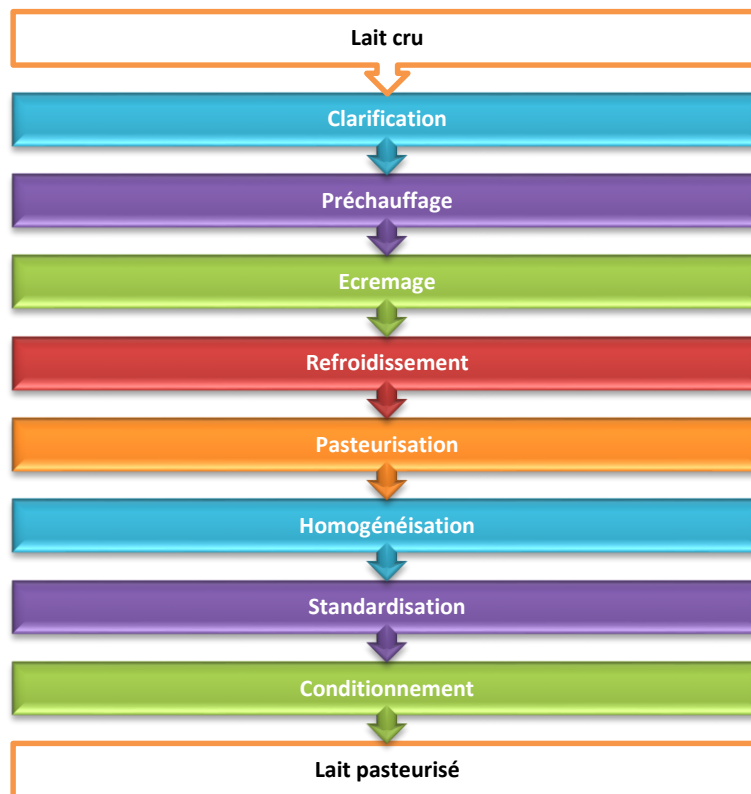 Lait cru
Clarification
Préchauffage
Ecremage
Refroidissement
Pasteurisation
Homogénéisation
Standardisation
Conditionnement
Lait pasteurisé